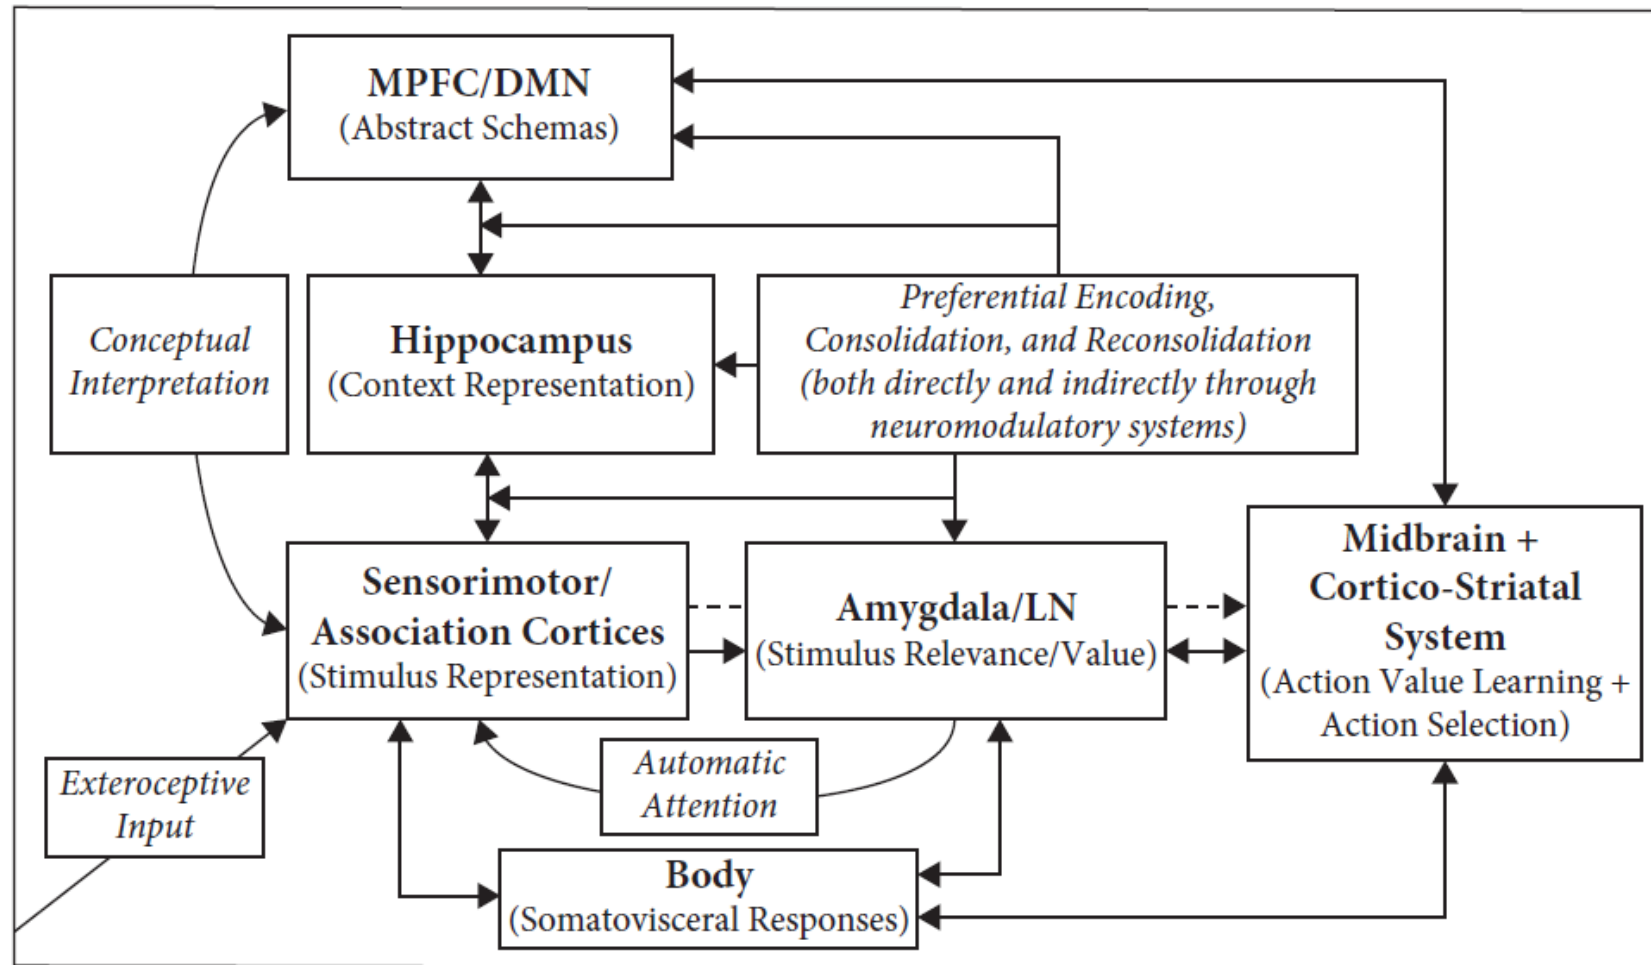 MPFC/DMN
(Abstract Schemas)
Conceptual
Interpretation
Hippocampus
(Context Representation)
Preferential Encoding,
Consolidation, and Reconsolidation
(both directly and indirectly through
neuromodulatory systems)
Sensorimotor/
Association Cortices
(Stimulus Representation)
Amygdala/LN
(Stimulus Relevance/Value)
Midbrain +
Cortico-Striatal
System
(Action Value Learning +
Action Selection)
Exteroceptive
Input
Automatic
Attention
Body
(Somatovisceral Responses)